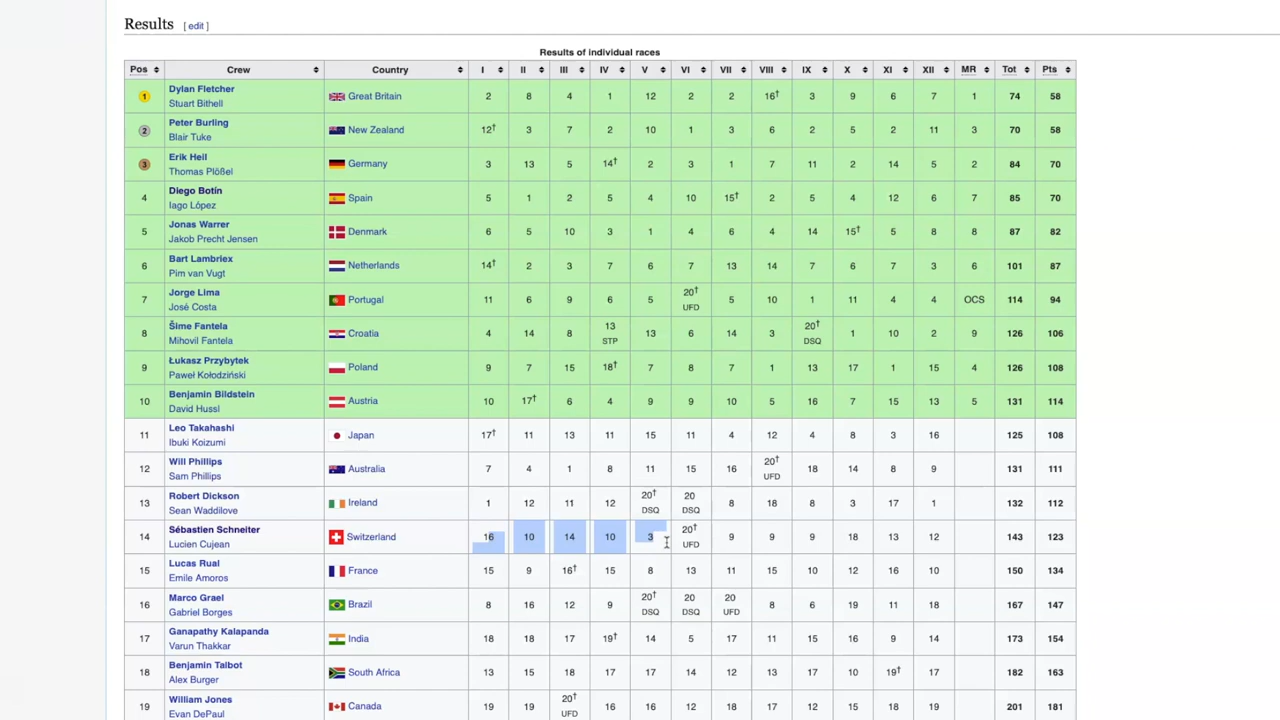 Results [ edit ]
Results of individual races
Pos Crew Country I II III IV V VI VII VIII IX X XI XII MR Tot Pts
1 Dylan Fletcher Stuart Bithell Great Britain 2 8 4 1 12 2 2 16† 3 9 6 7 1 74 58
2 Peter Burling Blair Tuke New Zealand 12† 3 7 2 10 1 3 6 2 5 2 11 3 70 58
3 Erik Heil Thomas Plößel Germany 3 13 5 14† 2 3 1 7 11 2 14 5 2 84 70
4 Diego Botín Iago López Spain 5 1 2 5 4 10 15† 2 5 4 12 6 7 85 70
5 Jonas Warrer Jakob Precht Jensen Denmark 6 5 10 3 1 4 6 4 14 15† 5 8 8 87 82
6 Bart Lambriex Pim van Vugt Netherlands 14† 2 3 7 6 7 13 14 7 6 7 3 6 101 87
7 Jorge Lima José Costa Portugal 11 6 9 6 5 20† UFD 5 10 1 11 4 4 OCS 114 94
8 Šime Fantela Mihovil Fantela Croatia 4 14 8 13 STP 13 6 14 3 20† DSQ 1 10 2 9 126 106
9 Łukasz Przybytek Paweł Kołodziński Poland 9 7 15 18† 7 8 7 1 13 17 1 15 4 126 108
10 Benjamin Bildstein David Hussl Austria 10 17† 6 4 9 9 10 5 16 7 15 13 5 131 114
11 Leo Takahashi Ibuki Koizumi Japan 17† 11 13 11 15 11 4 12 4 8 3 16 125 108
12 Will Phillips Sam Phillips Australia 7 4 1 8 11 15 16 20† UFD 18 14 8 9 131 111
13 Robert Dickson Sean Waddilove Ireland 1 12 11 12 20† DSQ 20 DSQ 8 18 8 3 17 1 132 112
14 Sébastien Schneiter Lucien Cujean Switzerland 16 10 14 10 3 20† UFD 9 9 9 18 13 12 143 123
15 Lucas Rual Emile Amoros France 15 9 16† 15 8 13 11 15 10 12 16 10 150 134
16 Marco Grael Gabriel Borges Brazil 8 16 12 9 20† DSQ 20 DSQ 20 UFD 8 6 19 11 18 167 147
17 Ganapathy Kalapanda Varun Thakkar India 18 18 17 19† 14 5 17 11 15 16 9 14 173 154
18 Benjamin Talbot Alex Burger South Africa 13 15 18 17 17 14 12 13 17 10 19† 17 182 163
19 William Jones Evan DePaul Canada 19 19 20† UFD 16 16 12 18 17 12 15 18 19 201 181